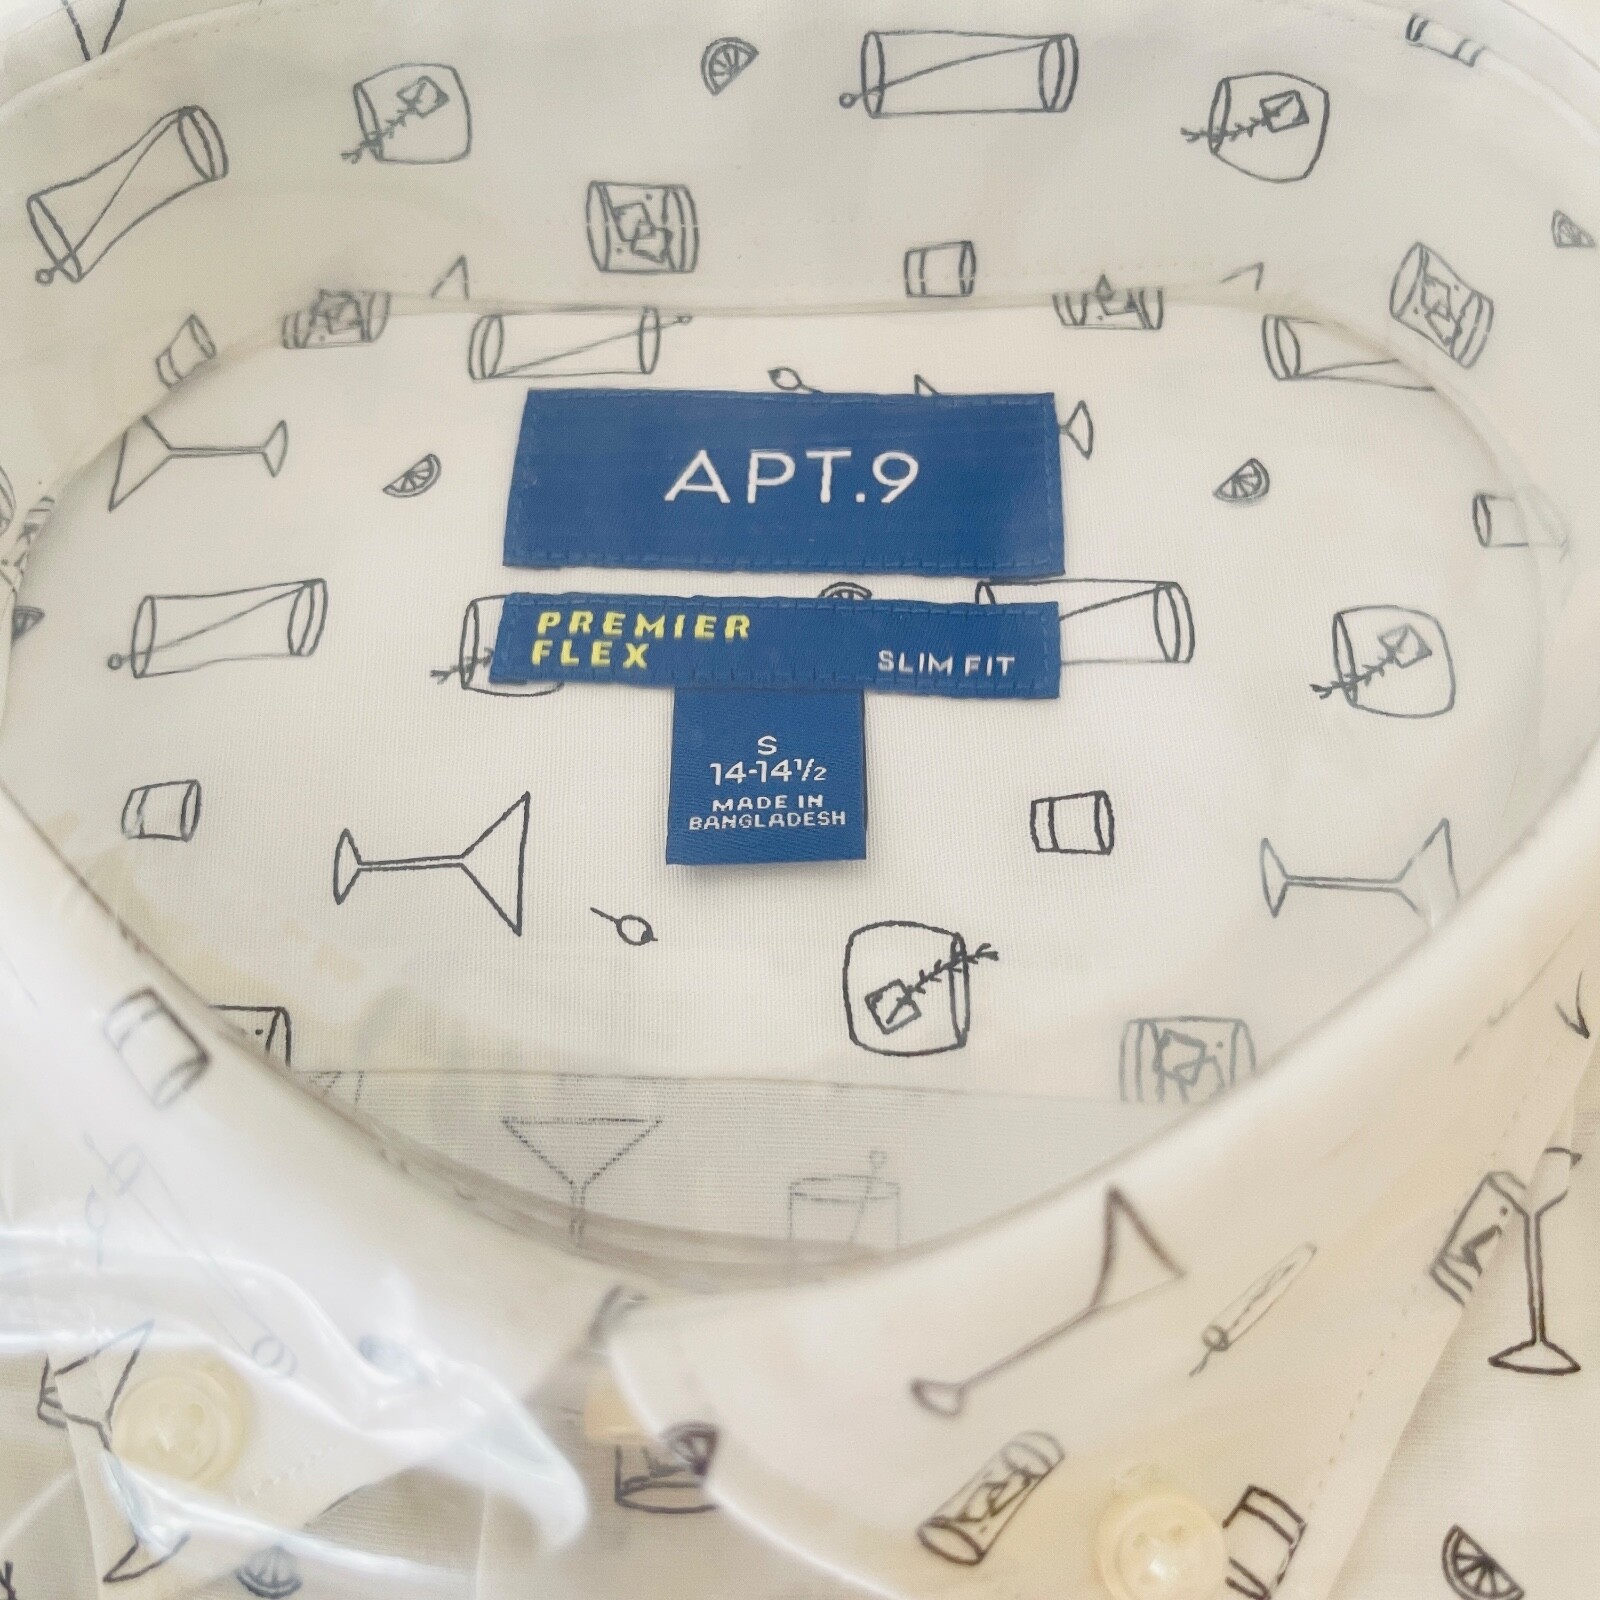 APT.9
PREMIER
FLEX
SLIM FIT
S
14-14½
MADE IN
BANGLADESH